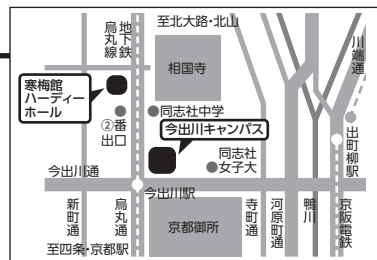 至北大路・北山
地下鉄
烏丸線
川端通
相国寺
寒梅館
ハーディー
ホール
同志社中学
②番
出口
今出川キャンパス
同志社
女子大
出町柳駅
今出川通
今出川駅
新町通
烏丸通
京都御所
寺町通
河原町通
鴨川
京阪電鉄
至四条・京都駅